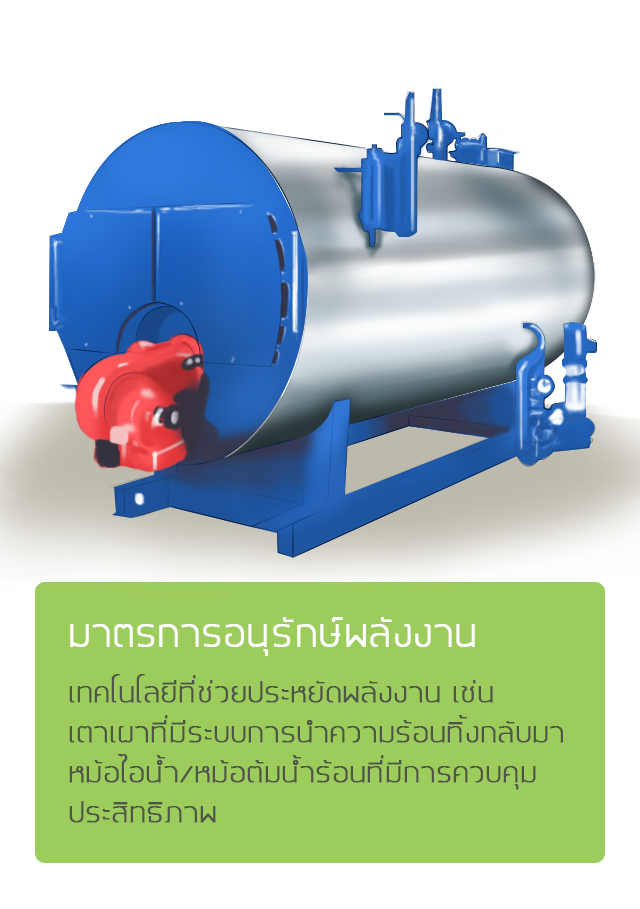 มาตรการอนุรักษ์พลังงาน
เทคโนโลยีที่ช่วยประหยัดพลังงาน เช่น
เตาเผาที่มีระบบการนำความร้อนทิ้งกลับมา
หม้อไอน้ำ/หม้อต้มน้ำร้อนที่มีการควบคุม
ประสิทธิภาพ